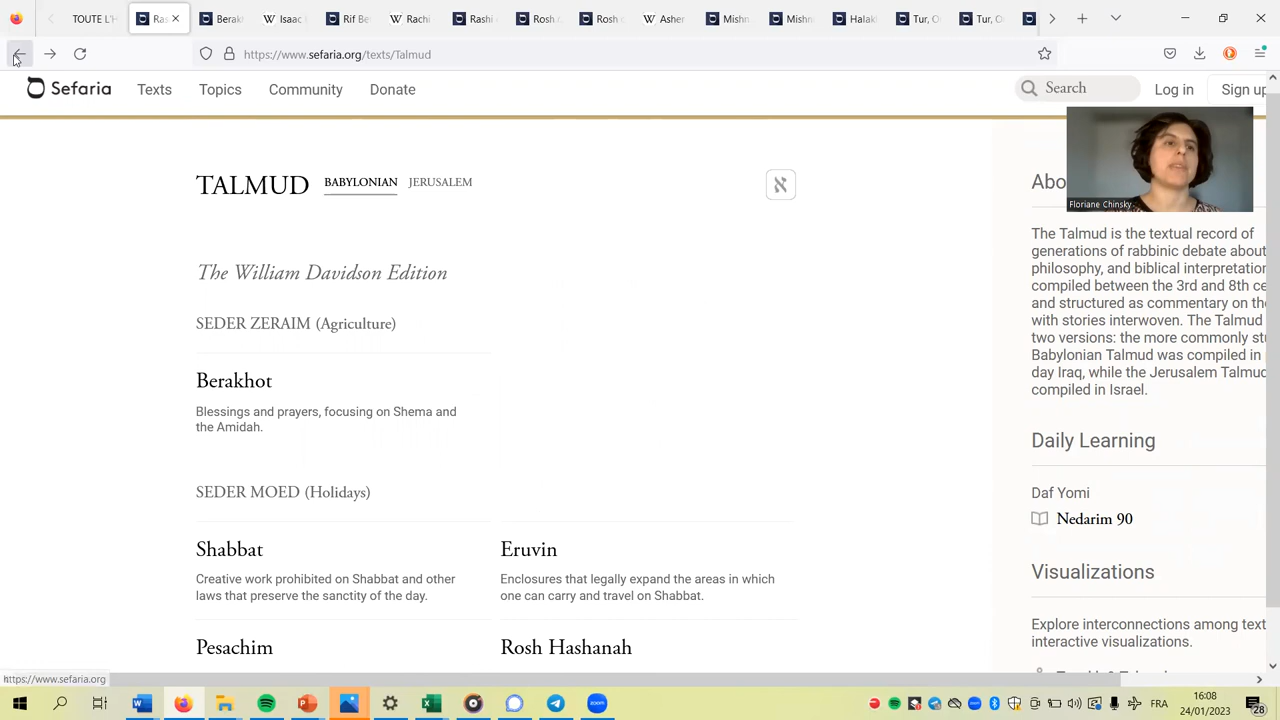 TOUTE L'H
Ras
Berak
Isaac
Rif Be
Rachi
Rashi
Rosh
Rosh o
Asher
Mishn
Mishn
Halak
Tur, O
Tur, O
https://www.sefaria.org/texts/Talmud
Sefaria
Texts
Topics
Community
Donate
Search
Log in
Sign up
Floriane Chinsky
TALMUD
BABYLONIAN
JERUSALEM
א
The William Davidson Edition
SEDER ZERAIM (Agriculture)
Berakhot
Blessings and prayers, focusing on Shema and
the Amidah.
SEDER MOED (Holidays)
Shabbat
Creative work prohibited on Shabbat and other
laws that preserve the sanctity of the day.
Eruvin
Enclosures that legally expand the areas in which
one can carry and travel on Shabbat.
Pesachim
Rosh Hashanah
Abo
The Talmud is the textual record of
generations of rabbinic debate about
philosophy, and biblical interpretation
compiled between the 3rd and 8th ce
and structured as commentary on the
with stories interwoven. The Talmud
two versions: the more commonly stu
Babylonian Talmud was compiled in
day Iraq, while the Jerusalem Talmud
compiled in Israel.
Daily Learning
Daf Yomi
Nedarim 90
Visualizations
Explore interconnections among text
interactive visualizations.
https://www.sefaria.org
FRA
16:08
24/01/2023
28